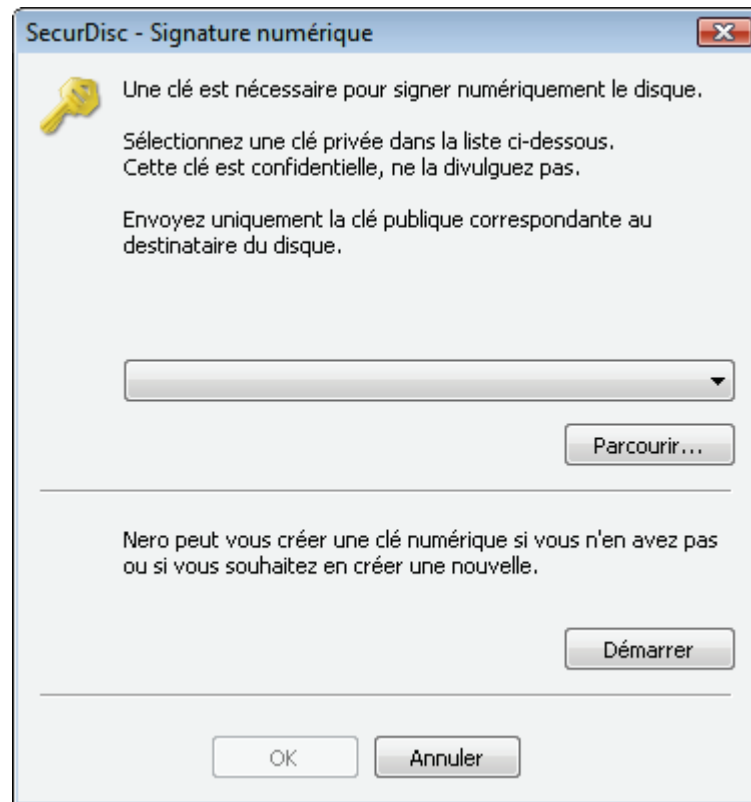 SecurDisc - Signature numérique
Une clé est nécessaire pour signer numériquement le disque.
Sélectionnez une clé privée dans la liste ci-dessous.
Cette clé est confidentielle, ne la divulguez pas.
Envoyez uniquement la clé publique correspondante au
destinataire du disque.
Parcourir...
Nero peut vous créer une clé numérique si vous n'en avez pas
ou si vous souhaitez en créer une nouvelle.
Démarrer
OK
Annuler